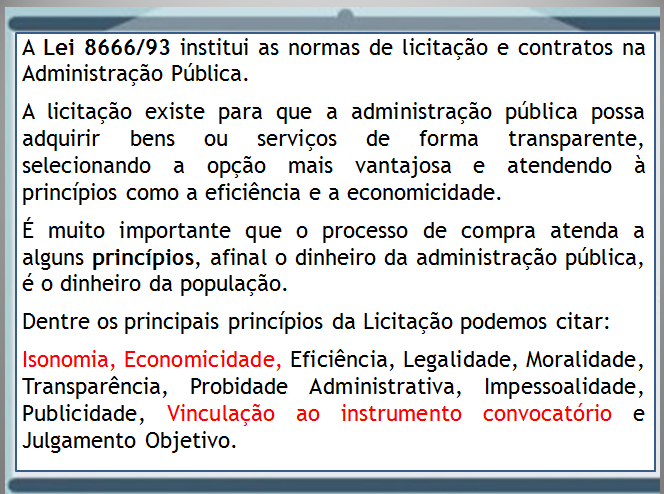 A Lei 8666/93 institui as normas de licitação e contratos na
Administração Pública.
A licitação existe para que a administração pública possa
adquirir bens ou serviços de forma transparente,
selecionando a opção mais vantajosa e atendendo à
princípios como a eficiência e a economicidade.
É muito importante que o processo de compra atenda a
alguns princípios, afinal o dinheiro da administração pública,
é o dinheiro da população.
Dentre os principais princípios da Licitação podemos citar:
Isonomia, Economicidade, Eficiência, Legalidade, Moralidade,
Transparência, Probidade Administrativa, Impessoalidade,
Publicidade, Vinculação ao instrumento convocatório e
Julgamento Objetivo.